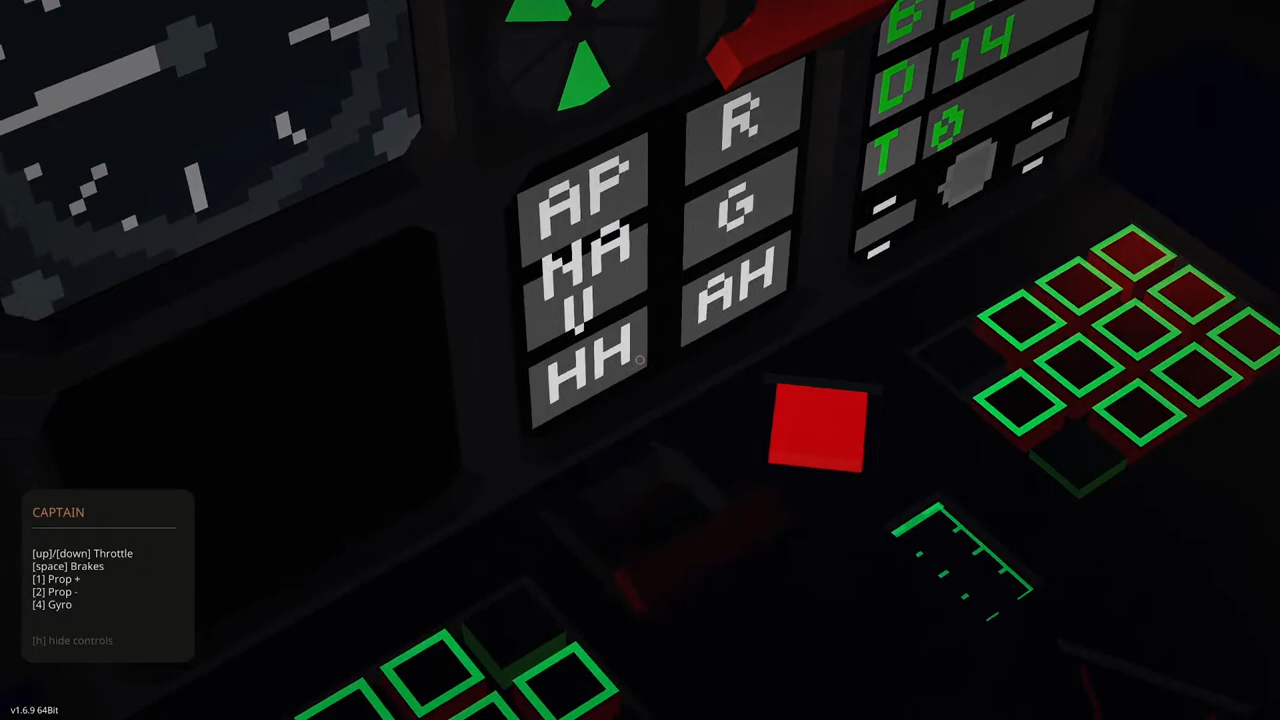 AP
NA
V
HH
R
G
AH
D 14
T 0
CAPTAIN
[up]/[down] Throttle
[space] Brakes
[1] Prop +
[2] Prop -
[4] Gyro
[h] hide controls
v1.6.9 64Bit